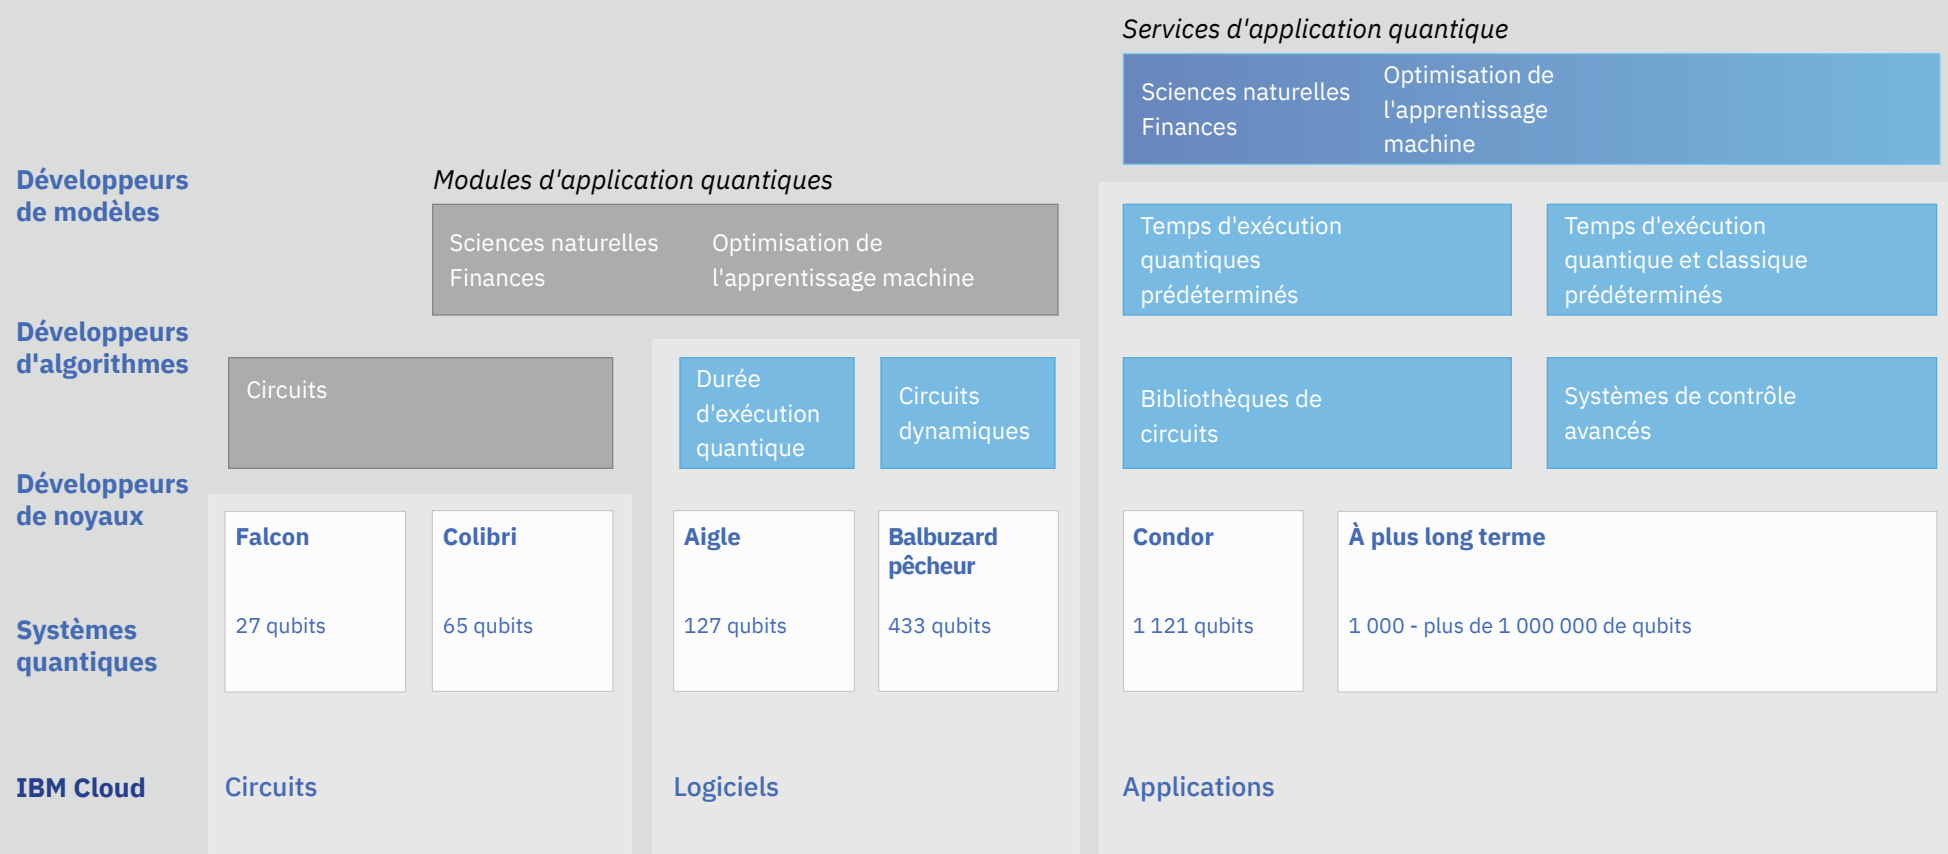 Services d'application quantique
Sciences naturelles
Finances
Optimisation de
l'apprentissage
machine
Développeurs
de modèles
Modules d'application quantiques
Sciences naturelles
Finances
Optimisation de
l'apprentissage machine
Temps d'exécution
quantiques
prédéterminés
Temps d'exécution
quantique et classique
prédéterminés
Développeurs
d'algorithmes
Circuits
Durée
d'exécution
quantique
Circuits
dynamiques
Bibliothèques de
circuits
Systèmes de contrôle
avancés
Développeurs
de noyaux
Falcon
Colibri
Aigle
Balbuzard
pêcheur
Condor
À plus long terme
Systèmes
quantiques
27 qubits
65 qubits
127 qubits
433 qubits
1 121 qubits
1 000 - plus de 1 000 000 de qubits
IBM Cloud
Circuits
Logiciels
Applications